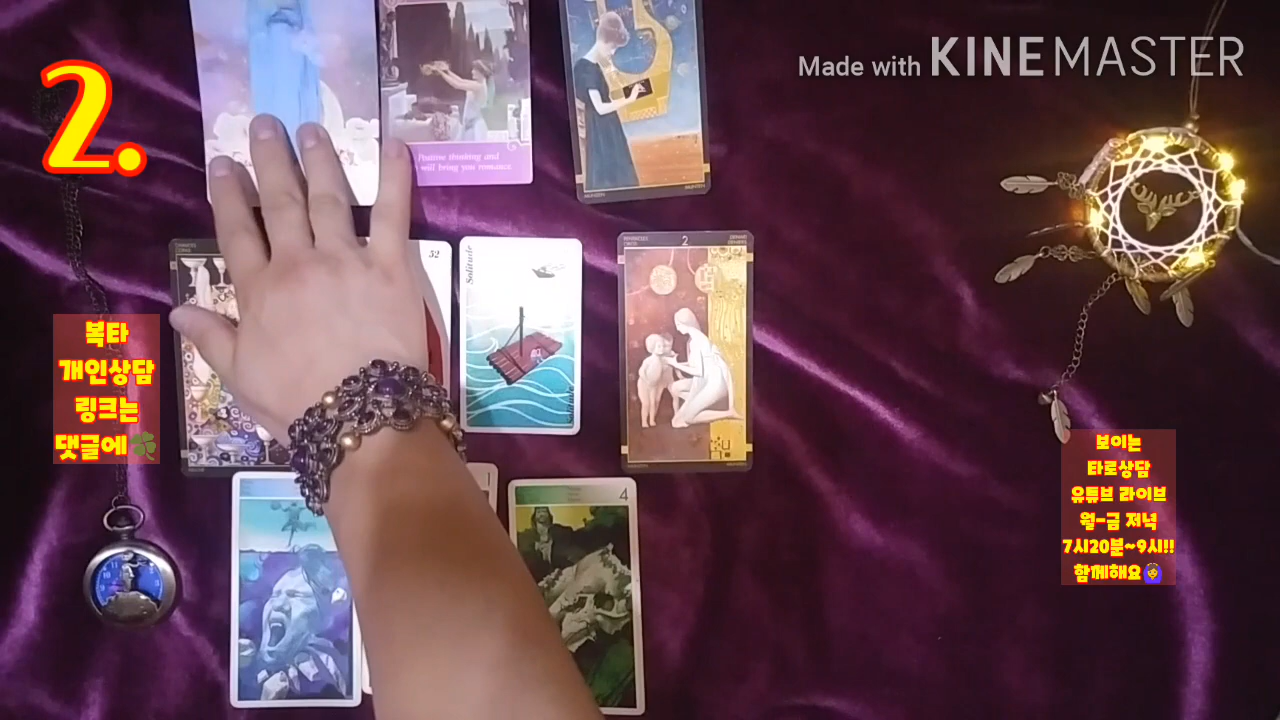 Made with KINEMASTER
2.
Positive thinking and
will bring you romance.
52
Solitude
2
복타
개인상담
링크는
댓글에🍀
4
보이는
타로상담
유튜브 라이브
월-금 저녁
7시20분~9시!!
함께해요🙆‍♀️